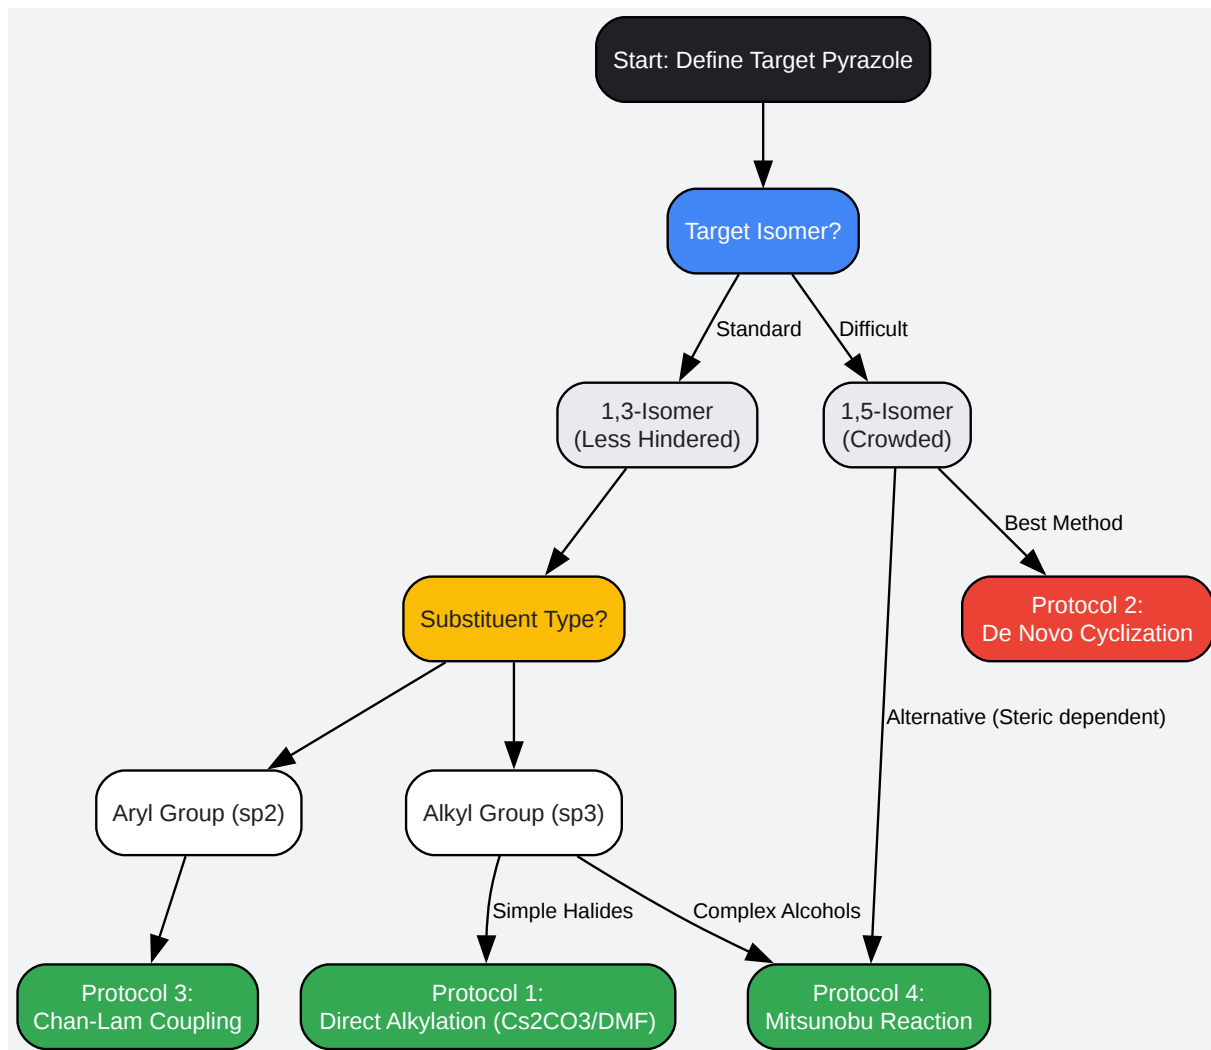 Start: Define Target Pyrazole
Target Isomer?
Standard
Difficult
1,3-Isomer
(Less Hindered)
1,5-Isomer
(Crowded)
Best Method
Substituent Type?
Protocol 2:
De Novo Cyclization
Alternative (Steric dependent)
Aryl Group (sp2)
Alkyl Group (sp3)
Simple Halides
Complex Alcohols
Protocol 3:
Chan-Lam Coupling
Protocol 1:
Direct Alkylation (Cs2CO3/DMF)
Protocol 4:
Mitsunobu Reaction